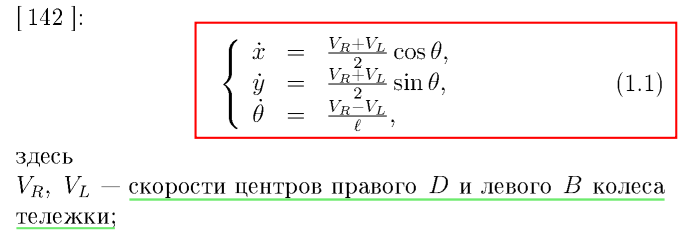 [ 142 ]:
ẋ = (V_R+V_L)/2 cos θ,
ẏ = (V_R+V_L)/2 sin θ, (1.1)
θ̇ = (V_R−V_L)/ℓ,
здесь
V_R, V_L — скорости центров правого D и левого B колеса
тележки;